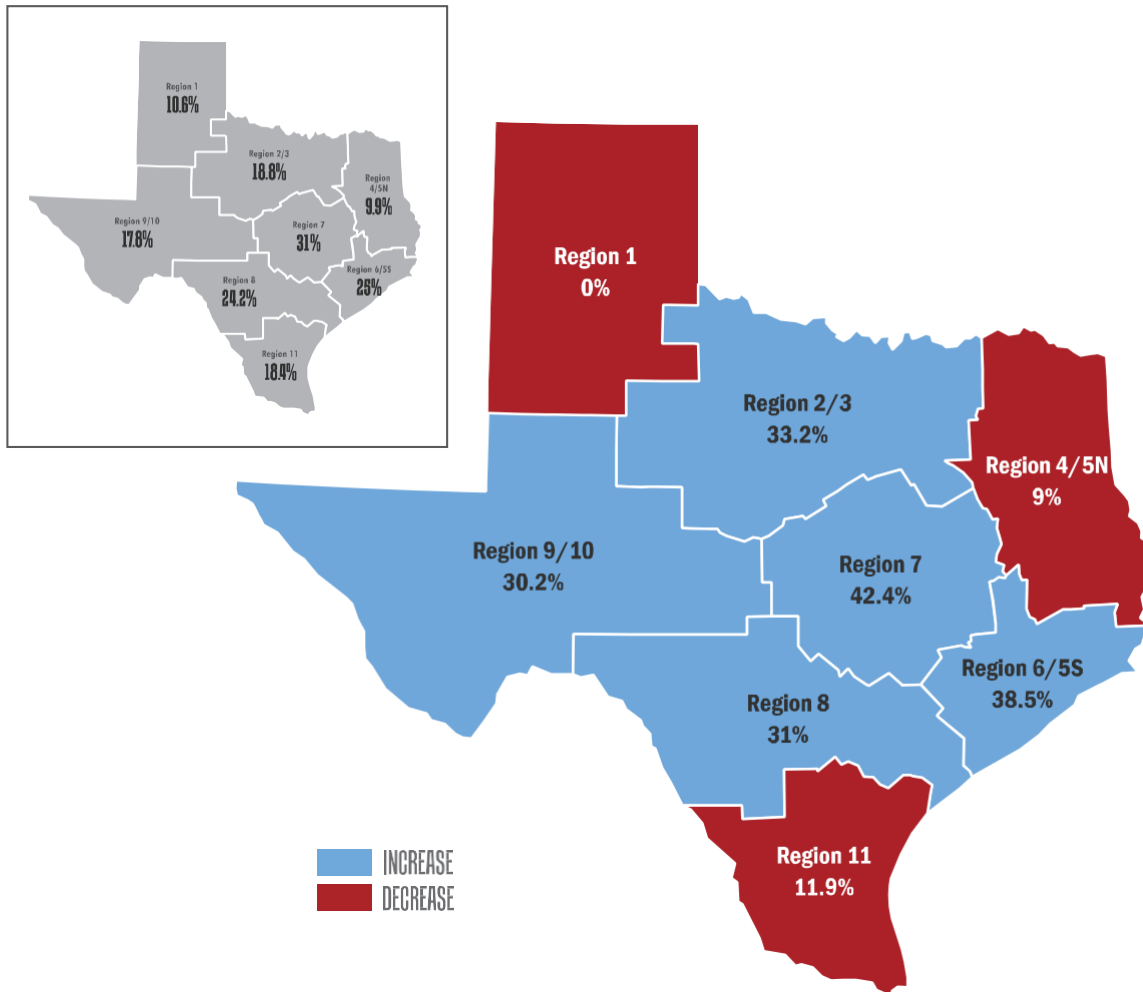 Region 1
10.6%
Region 2/3
18.8%
Region
4/5N
9.9%
Region 9/10
17.8%
Region 7
31%
Region 8
24.2%
Region 6/5S
25%
Region 11
18.4%
Region 1
0%
Region 2/3
33.2%
Region 4/5N
9%
Region 9/10
30.2%
Region 7
42.4%
Region 6/5S
38.5%
Region 8
31%
Region 11
11.9%
INCREASE
DECREASE